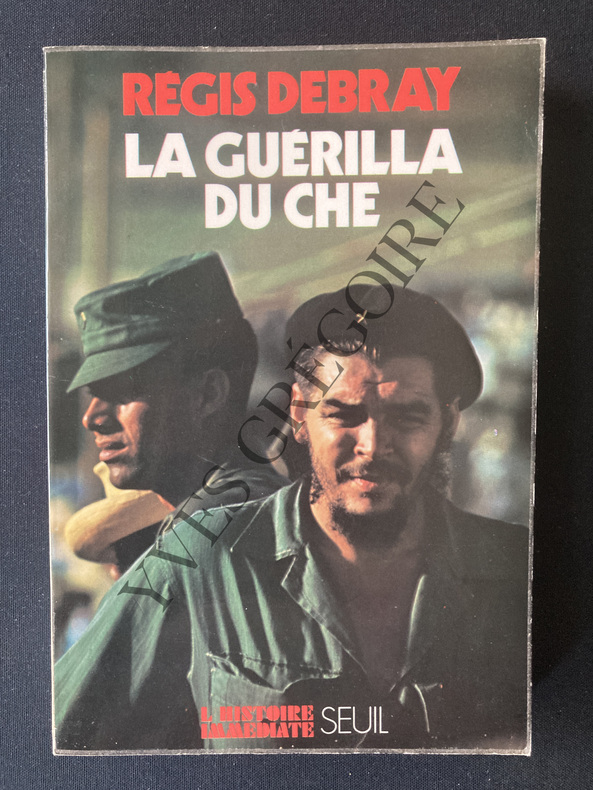 RÉGIS DEBRAY
LA GUÉRILLA
DU CHE
YVES GRÉGOIRE
L'HISTOIRE
IMMÉDIATE
SEUIL